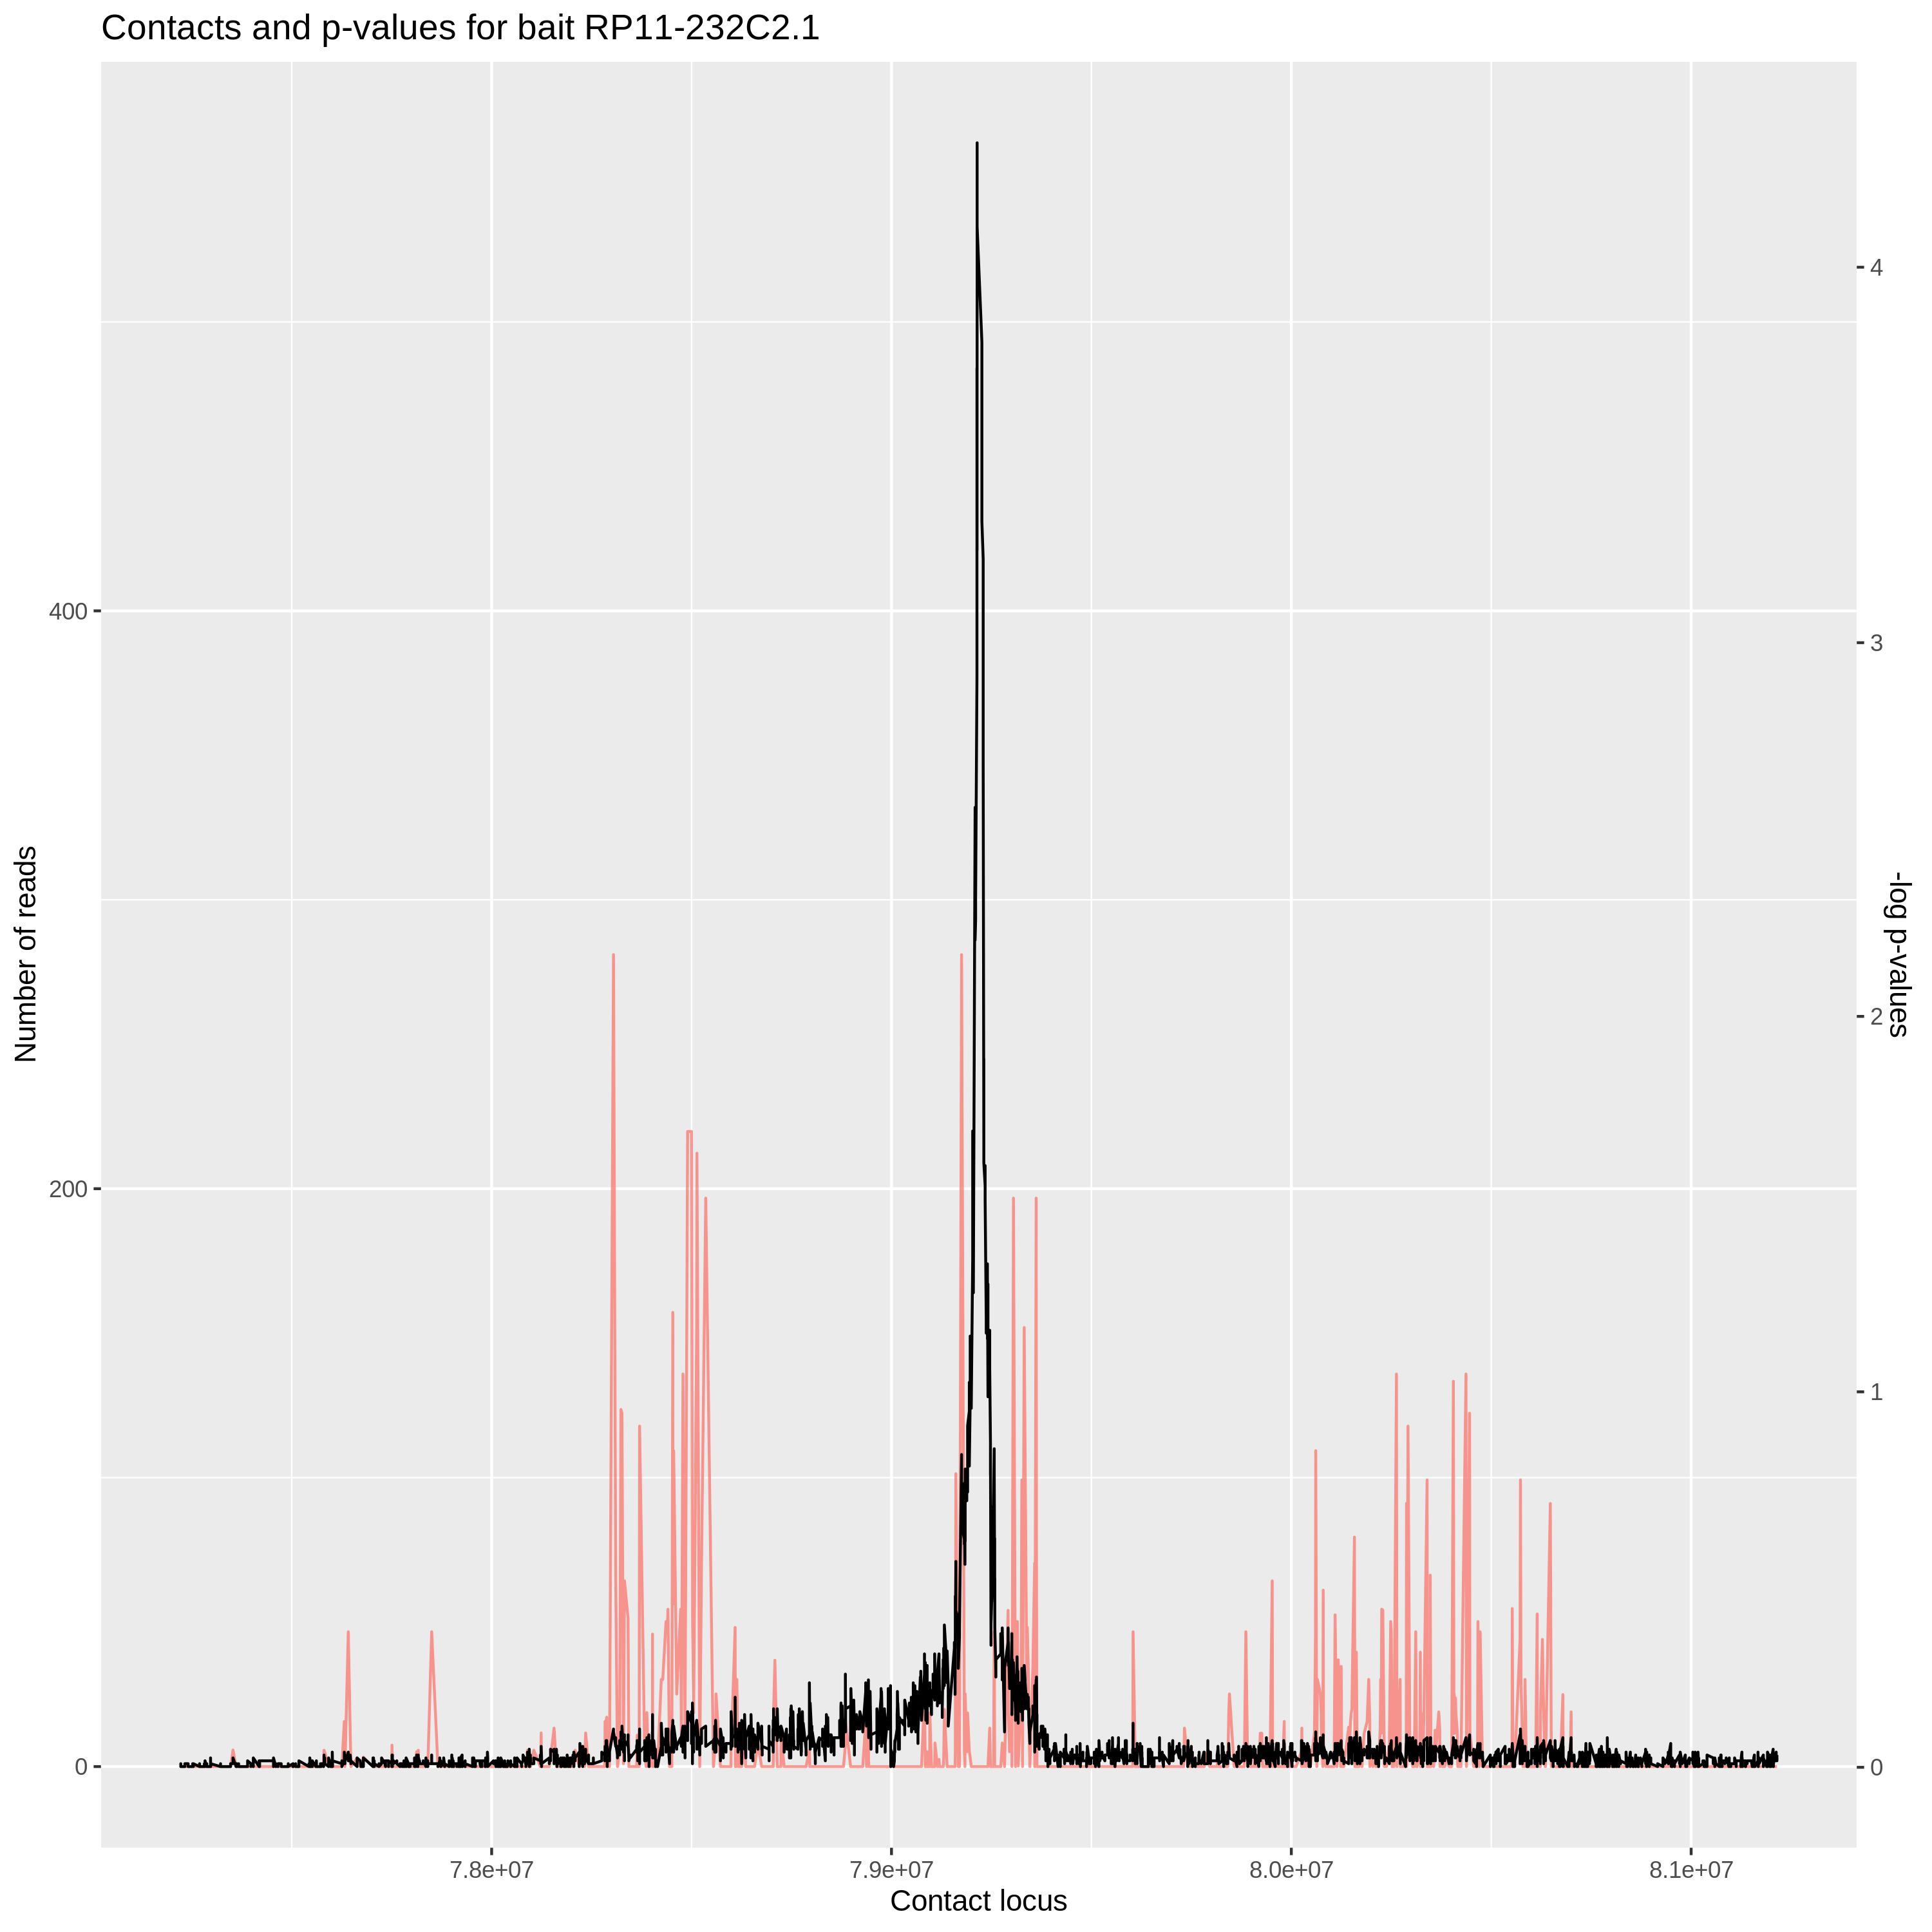 Contacts and p-values for bait RP11-232C2.1
Number of reads
400
200
0
4
3
2
1
0
-log p-values
7.8e+07 7.9e+07 8.0e+07 8.1e+07
Contact locus